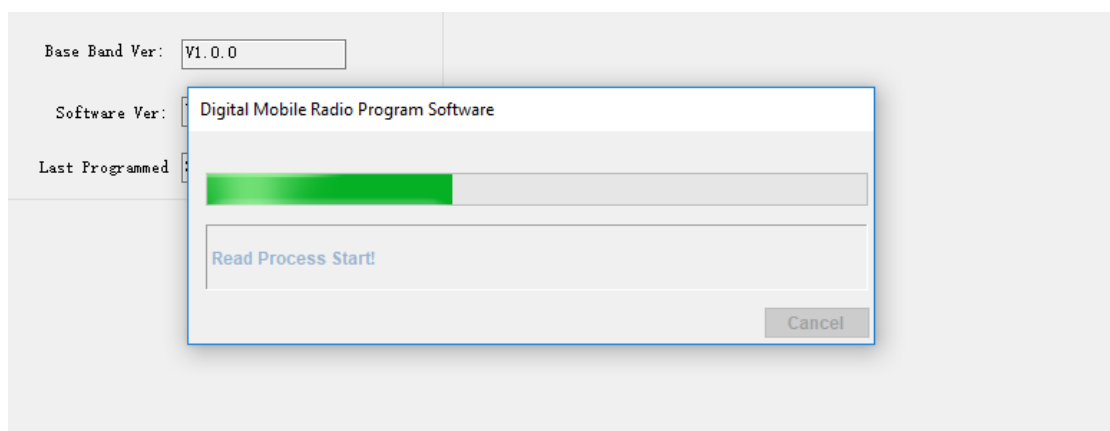 Base Band Ver: V1.0.0
Software Ver:
Digital Mobile Radio Program Software
Last Programmed
Read Process Start!
Cancel